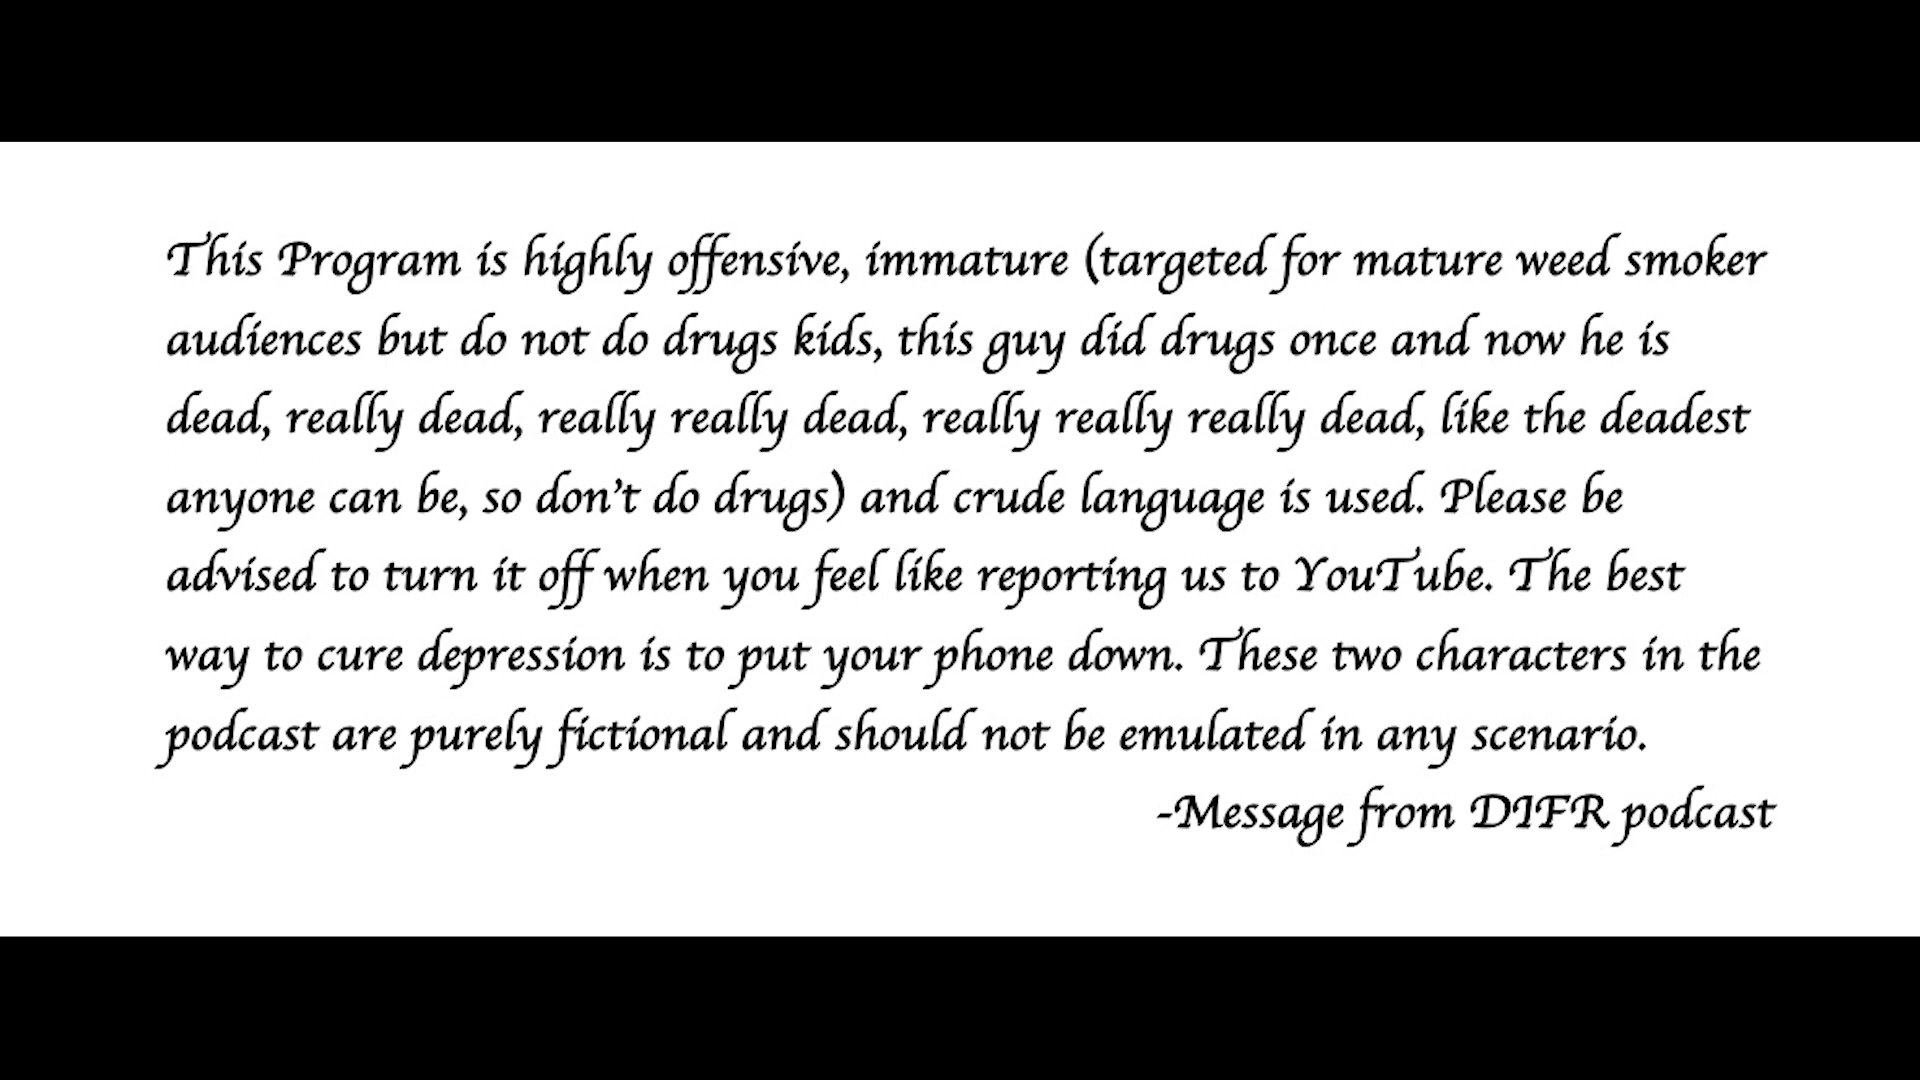 This Program is highly offensive, immature (targeted for mature weed smoker
audiences but do not do drugs kids, this guy did drugs once and now he is
dead, really dead, really really dead, really really really dead, like the deadest
anyone can be, so don't do drugs) and crude language is used. Please be
advised to turn it off when you feel like reporting us to YouTube. The best
way to cure depression is to put your phone down. These two characters in the
podcast are purely fictional and should not be emulated in any scenario.
-Message from DIFR podcast